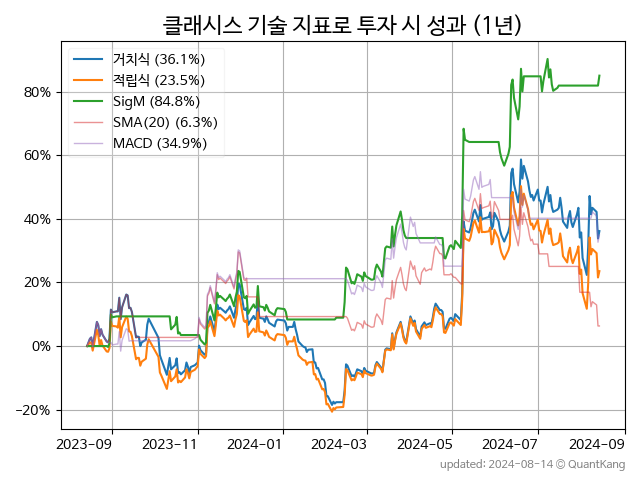 클래시스 기술 지표로 투자 시 성과 (1년)
거치식 (36.1%)
적립식 (23.5%)
SigM (84.8%)
SMA(20) (6.3%)
MACD (34.9%)
80%
60%
40%
20%
0%
−20%
2023-09 2023-11 2024-01 2024-03 2024-05 2024-07 2024-09
updated: 2024-08-14 © QuantKang